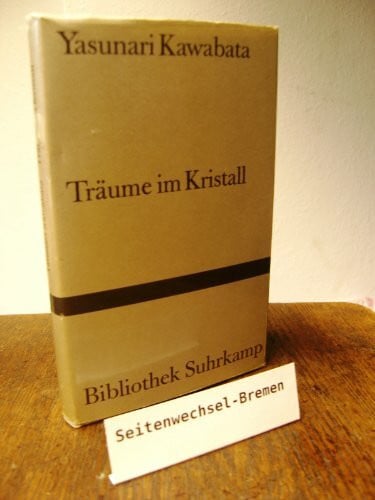 Yasunari Kawabata
Träume im Kristall
Bibliothek Suhrkamp
Seitenwechsel-Bremen